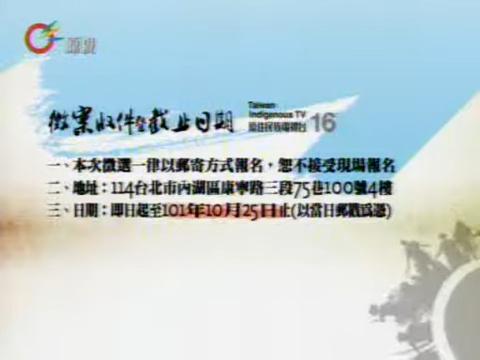 原視
徵案收件暨截止日期
Taiwan
Indigenous TV
原住民族電視台 16
一、本次徵選一律以郵寄方式報名，恕不接受現場報名
二、地址：114台北市內湖區康寧路三段75巷100號4樓
三、日期：即日起至101年10月25日止(以當日郵戳為憑)